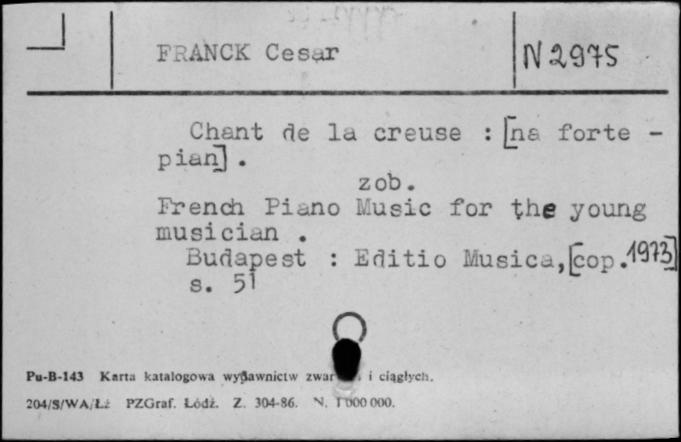 FRANCK Cesar
N 2975
Chant de la creuse : [na forte -
pian] .
zob.
French Piano Music for the young
musician .
Budapest : Editio Musica, [cop. 1973]
s. 51
Pu-B-143 Karta katalogowa wydawnictw i ciągłych.
204/S/WA/Łż PZGraf. Łódź. Z. 304-86. N. 1 000 000.